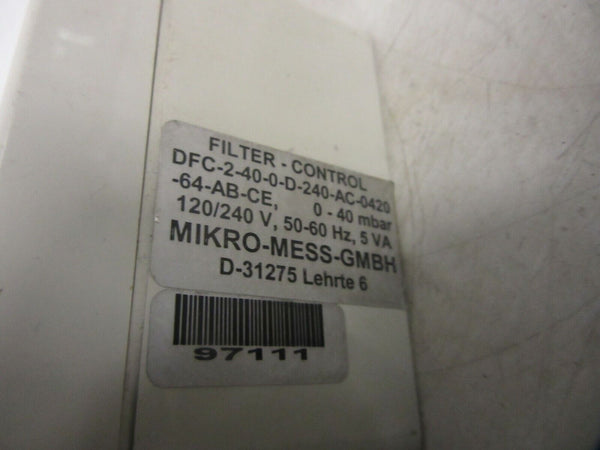 FILTER - CONTROL
DFC-2-40-0-D-240-AC-0420
-64-AB-CE, 0 - 40 mbar
120/240 V, 50-60 Hz, 5 VA
MIKRO-MESS-GMBH
D-31275 Lehrte 6
97111